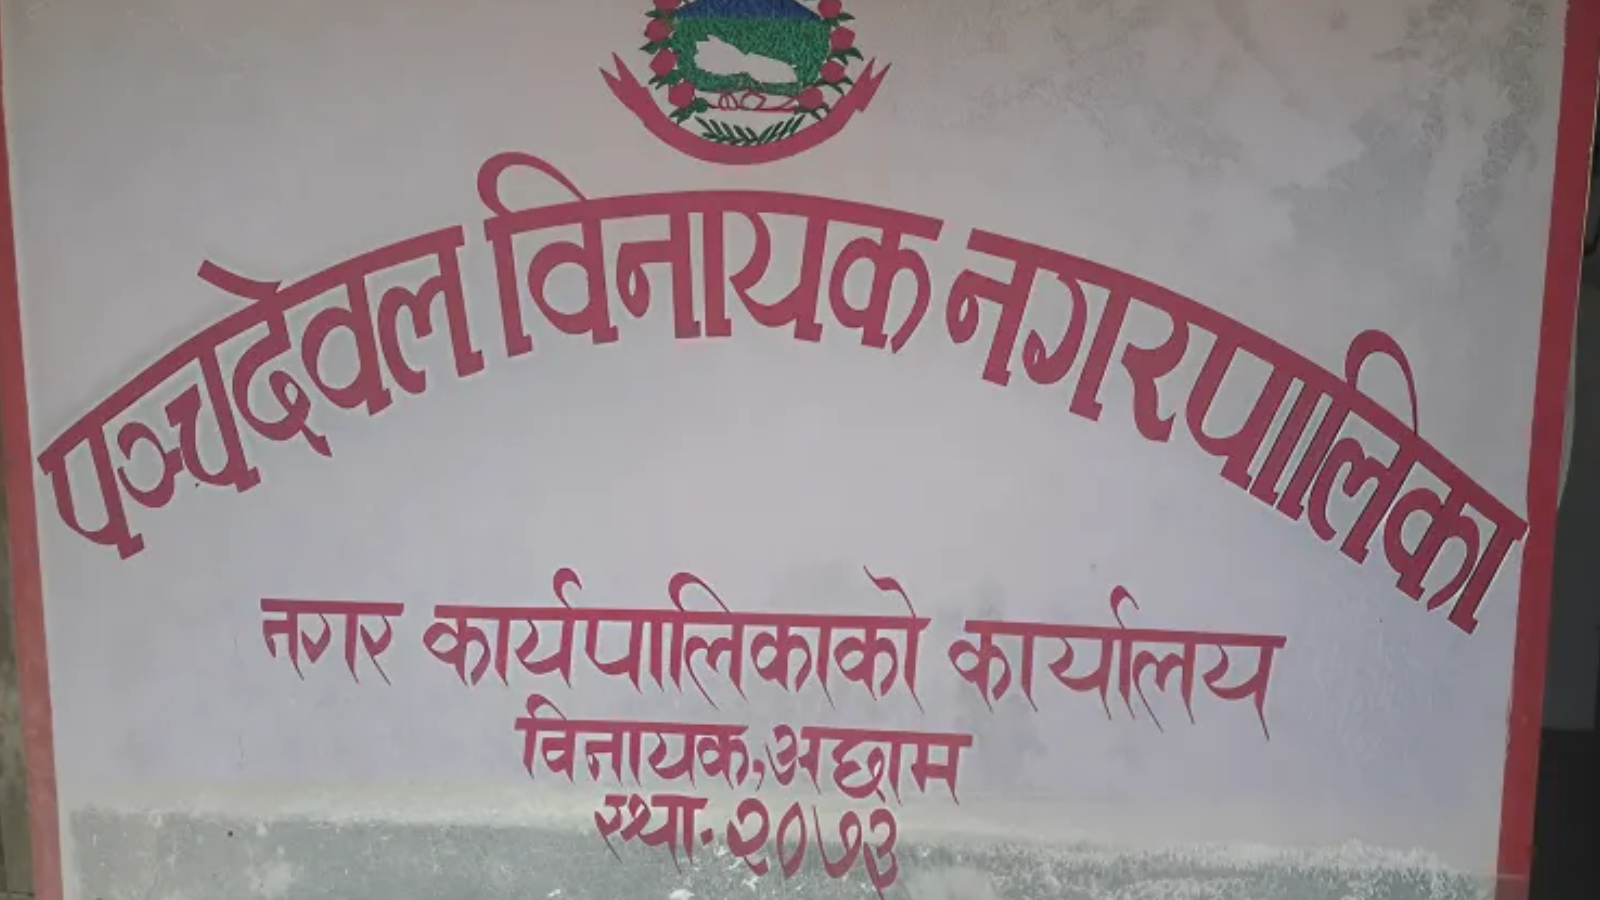 पञ्चदेवल विनायक नगरपालिका
नगर कार्यपालिकाको कार्यालय
विनायक,अछाम
स्था-२०७३